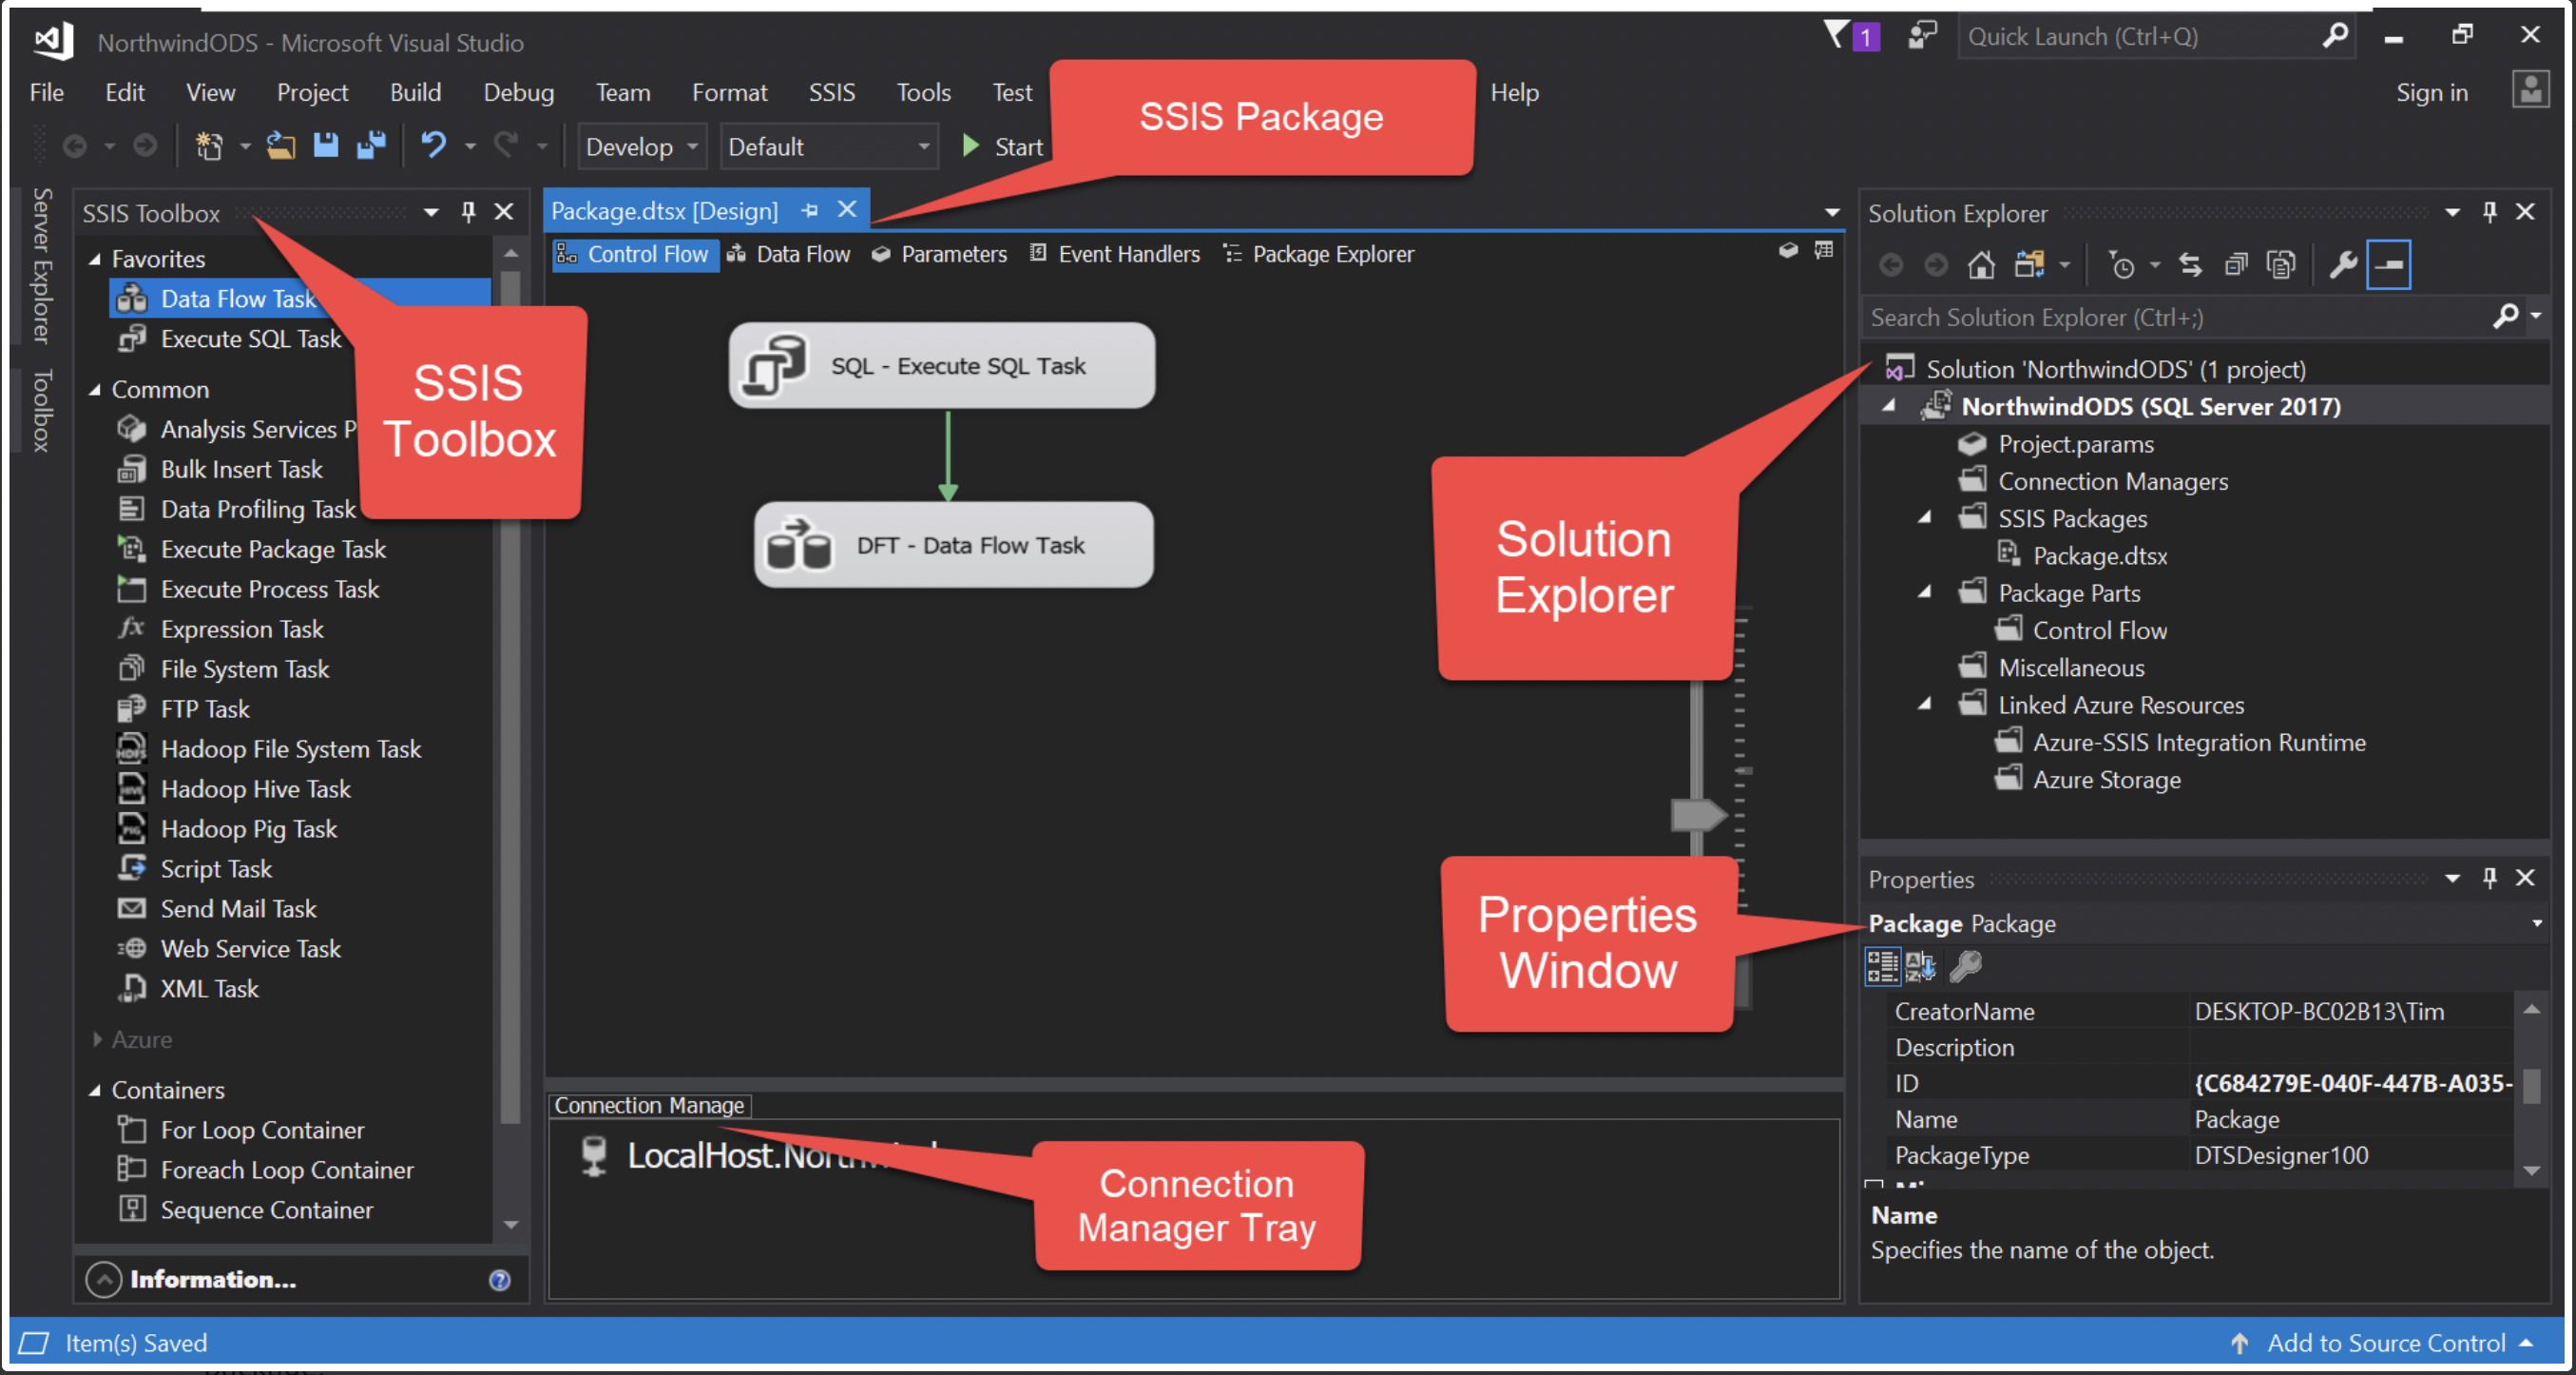 NorthwindODS - Microsoft Visual Studio
1
Quick Launch (Ctrl+Q)
File Edit View Project Build Debug Team Format SSIS Tools Test Help
Sign in
Develop Default Start
SSIS Package
Server Explorer
Toolbox
SSIS Toolbox
Favorites
Data Flow Task
Execute SQL Task
Common
Analysis Services P
Bulk Insert Task
Data Profiling Task
Execute Package Task
Execute Process Task
Expression Task
File System Task
FTP Task
Hadoop File System Task
Hadoop Hive Task
Hadoop Pig Task
Script Task
Send Mail Task
Web Service Task
XML Task
Azure
Containers
For Loop Container
Foreach Loop Container
Sequence Container
Information...
SSIS
Toolbox
Package.dtsx [Design]
Control Flow Data Flow Parameters Event Handlers Package Explorer
SQL - Execute SQL Task
DFT - Data Flow Task
Connection Manage
Connection
Manager Tray
Solution
Explorer
Properties
Window
Solution Explorer
Search Solution Explorer (Ctrl+;)
Solution 'NorthwindODS' (1 project)
NorthwindODS (SQL Server 2017)
Project.params
Connection Managers
SSIS Packages
Package.dtsx
Package Parts
Control Flow
Miscellaneous
Linked Azure Resources
Azure-SSIS Integration Runtime
Azure Storage
Properties
Package Package
CreatorName DESKTOP-BC02B13\Tim
Description
ID {C684279E-040F-447B-A035-
Name Package
PackageType DTSDesigner100
Name
Specifies the name of the object.
Item(s) Saved
Add to Source Control